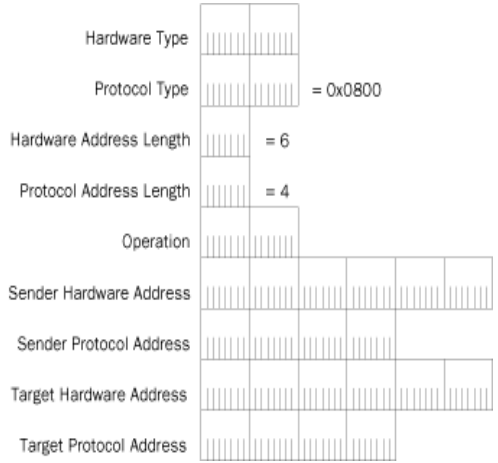 Hardware Type
Protocol Type = 0x0800
Hardware Address Length = 6
Protocol Address Length = 4
Operation
Sender Hardware Address
Sender Protocol Address
Target Hardware Address
Target Protocol Address